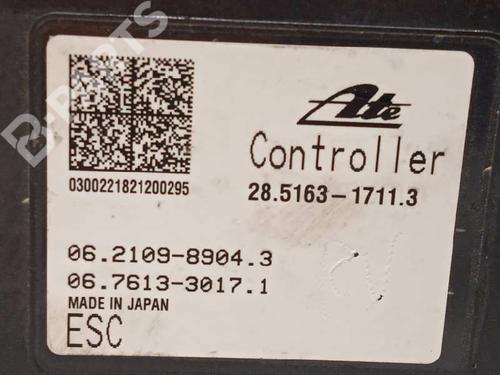 Ate
Controller
0300221821200295
28.5163-1711.3
06.2109-8904.3
06.7613-3017.1
MADE IN JAPAN
ESC
B-PARTS